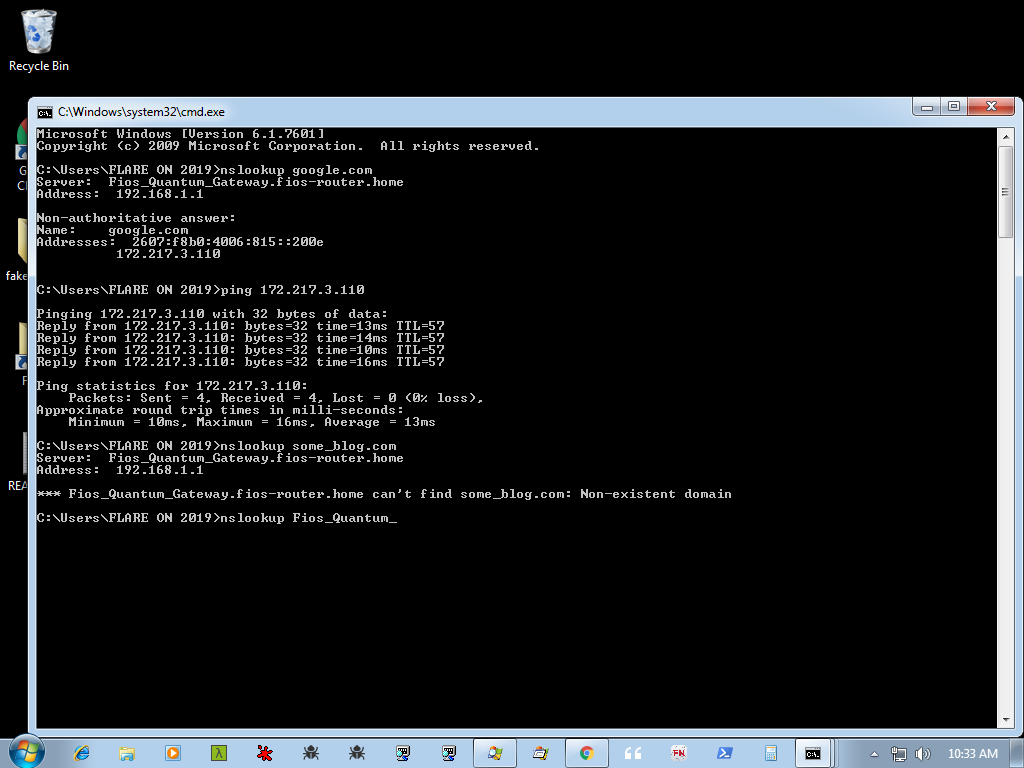 Recycle Bin
C:\Windows\system32\cmd.exe
Microsoft Windows [Version 6.1.7601]
Copyright (c) 2009 Microsoft Corporation.  All rights reserved.
C:\Users\FLARE ON 2019>nslookup google.com
Server:  Fios_Quantum_Gateway.fios-router.home
Address:  192.168.1.1
Non-authoritative answer:
Name:    google.com
Addresses:  2607:f8b0:4006:815::200e
          172.217.3.110
C:\Users\FLARE ON 2019>ping 172.217.3.110
Pinging 172.217.3.110 with 32 bytes of data:
Reply from 172.217.3.110: bytes=32 time=13ms TTL=57
Reply from 172.217.3.110: bytes=32 time=14ms TTL=57
Reply from 172.217.3.110: bytes=32 time=10ms TTL=57
Reply from 172.217.3.110: bytes=32 time=16ms TTL=57
Ping statistics for 172.217.3.110:
    Packets: Sent = 4, Received = 4, Lost = 0 (0% loss),
Approximate round trip times in milli-seconds:
    Minimum = 10ms, Maximum = 16ms, Average = 13ms
C:\Users\FLARE ON 2019>nslookup some_blog.com
Server:  Fios_Quantum_Gateway.fios-router.home
Address:  192.168.1.1
*** Fios_Quantum_Gateway.fios-router.home can't find some_blog.com: Non-existent domain
C:\Users\FLARE ON 2019>nslookup Fios_Quantum_
fake
REA
10:33 AM